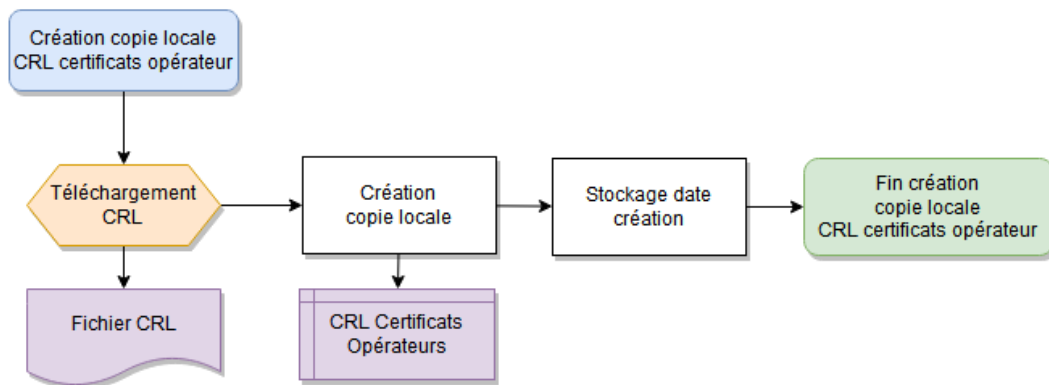 Création copie locale
CRL certificats opérateur
Téléchargement
CRL
Création
copie locale
Stockage date
création
Fin création
copie locale
CRL certificats opérateur
Fichier CRL
CRL Certificats
Opérateurs